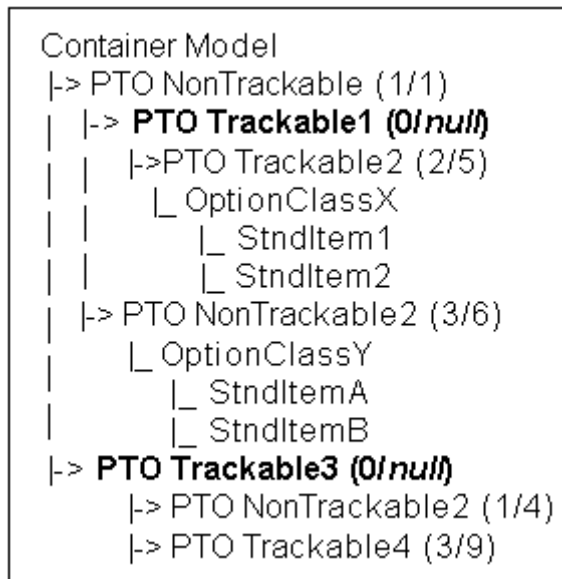 Container Model
|-> PTO NonTrackable (1/1)
| |-> PTO Trackable1 (0/null)
| | |->PTO Trackable2 (2/5)
| | |_ OptionClassX
| | |_ StndItem1
| | |_ StndItem2
| |-> PTO NonTrackable2 (3/6)
| |_ OptionClassY
| |_ StndItemA
| |_ StndItemB
|-> PTO Trackable3 (0/null)
|-> PTO NonTrackable2 (1/4)
|-> PTO Trackable4 (3/9)